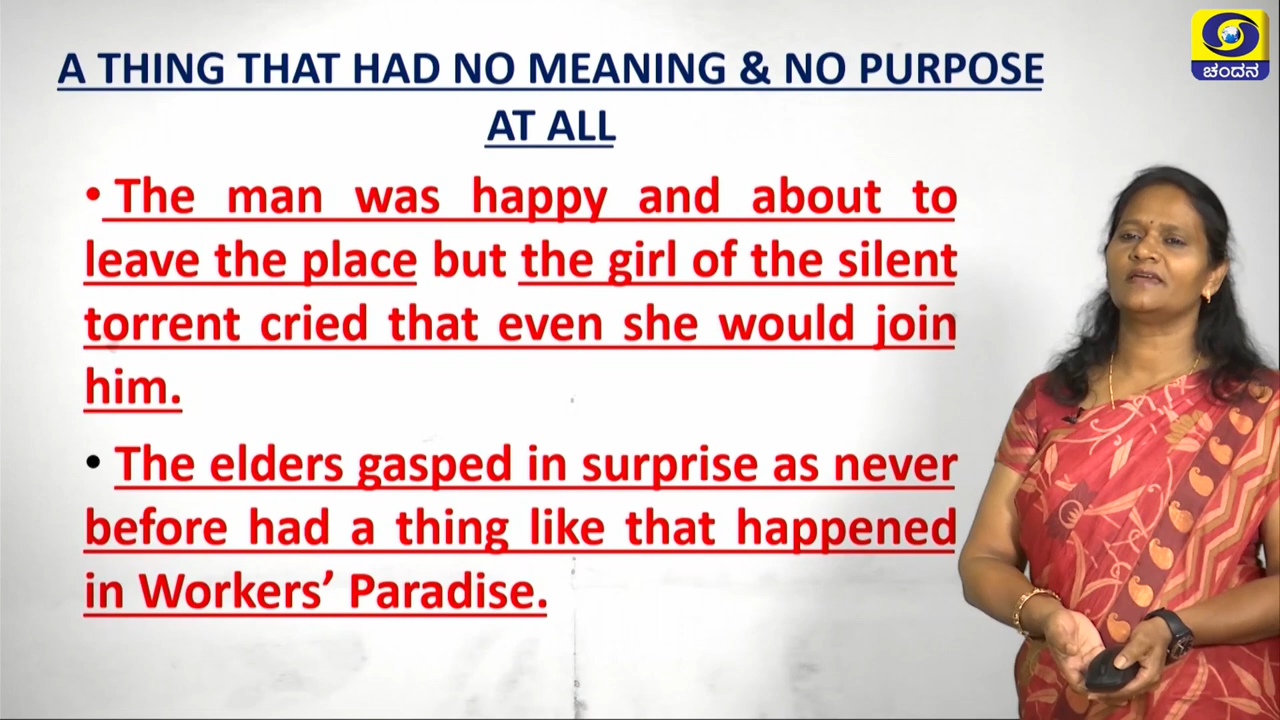 A THING THAT HAD NO MEANING & NO PURPOSE
AT ALL
• The man was happy and about to
leave the place but the girl of the silent
torrent cried that even she would join
him.
• The elders gasped in surprise as never
before had a thing like that happened
in Workers’ Paradise.
ಚಂದನ